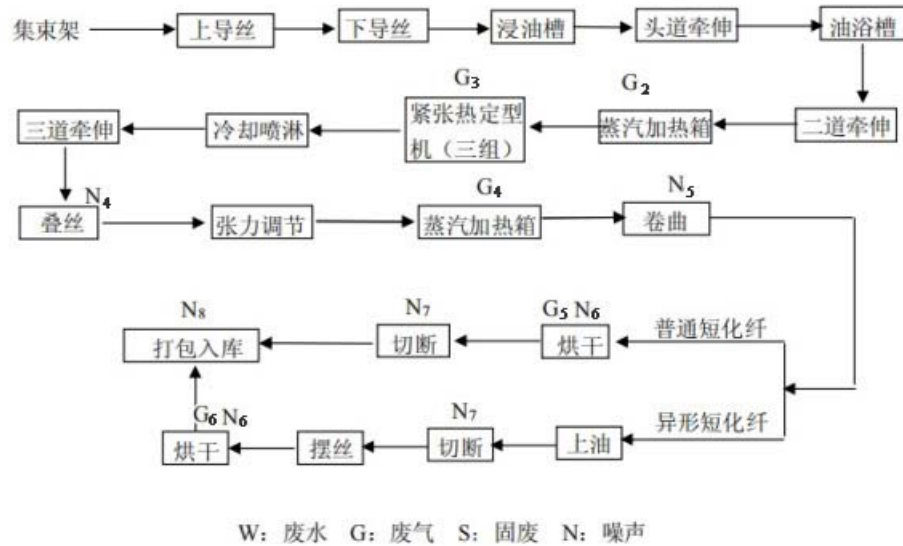 集束架 上导丝 下导丝 浸油槽 头道牵伸 油浴槽
G3 G2
三道牵伸 冷却喷淋 紧张热定型机（三组） 蒸汽加热箱 二道牵伸
N4 G4 N5
叠丝 张力调节 蒸汽加热箱 卷曲
N8 N7 G5 N6 普通短化纤
打包入库 切断 烘干
G6 N6 N7 异形短化纤
烘干 摆丝 切断 上油
W：废水 G：废气 S：固废 N：噪声